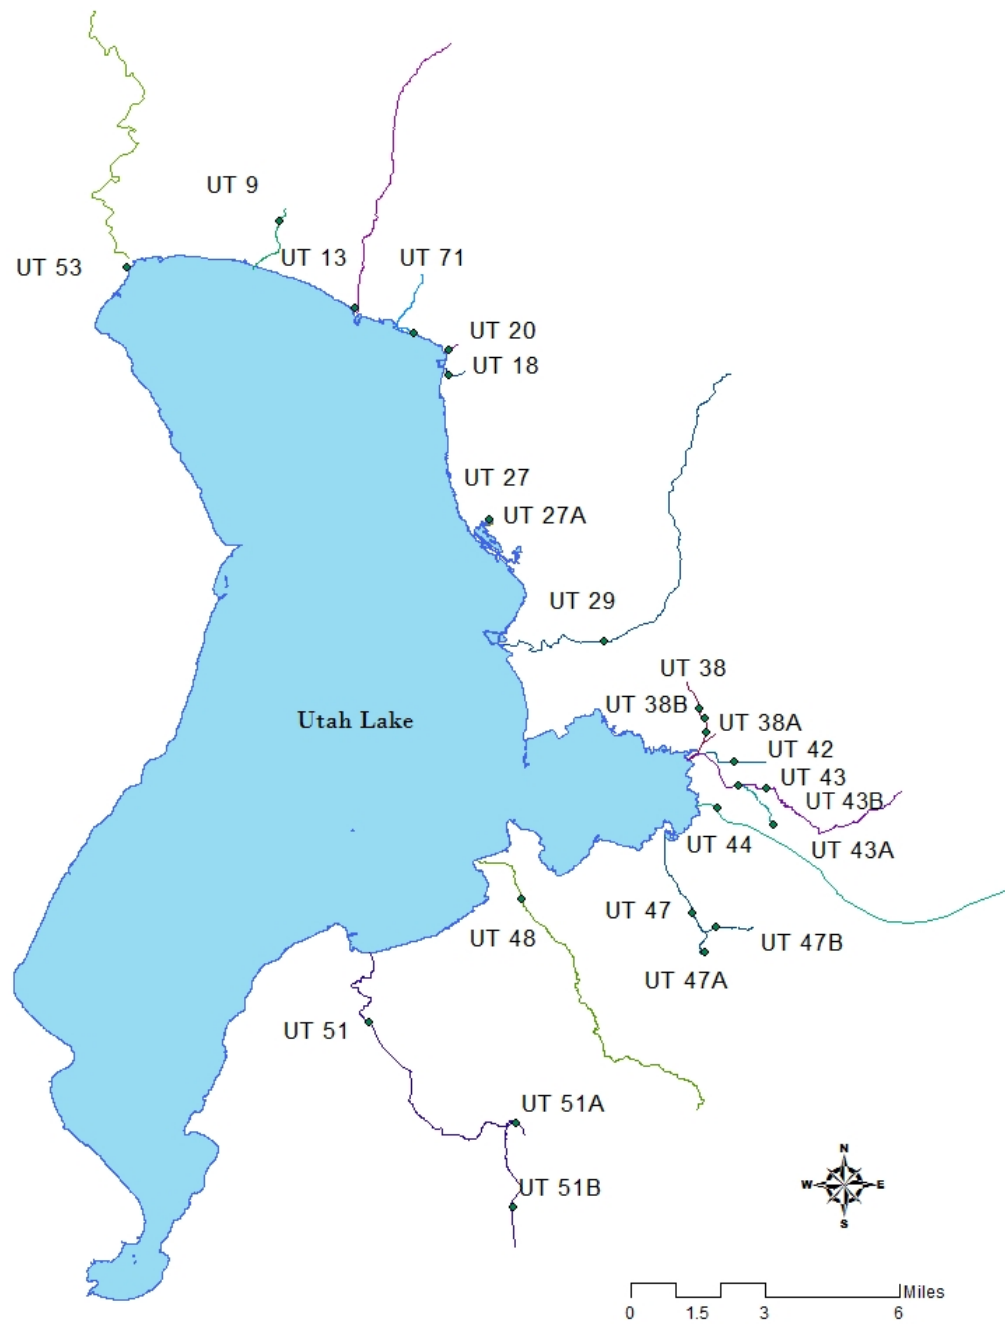 UT 9
UT 53
UT 13
UT 71
UT 20
UT 18
UT 27
UT 27A
UT 29
UT 38
UT 38B
UT 38A
Utah Lake
UT 42
UT 43
UT 43B
UT 44
UT 43A
UT 47
UT 48
UT 47B
UT 47A
UT 51
UT 51A
UT 51B
N
W E
S
Miles
0 1.5 3 6